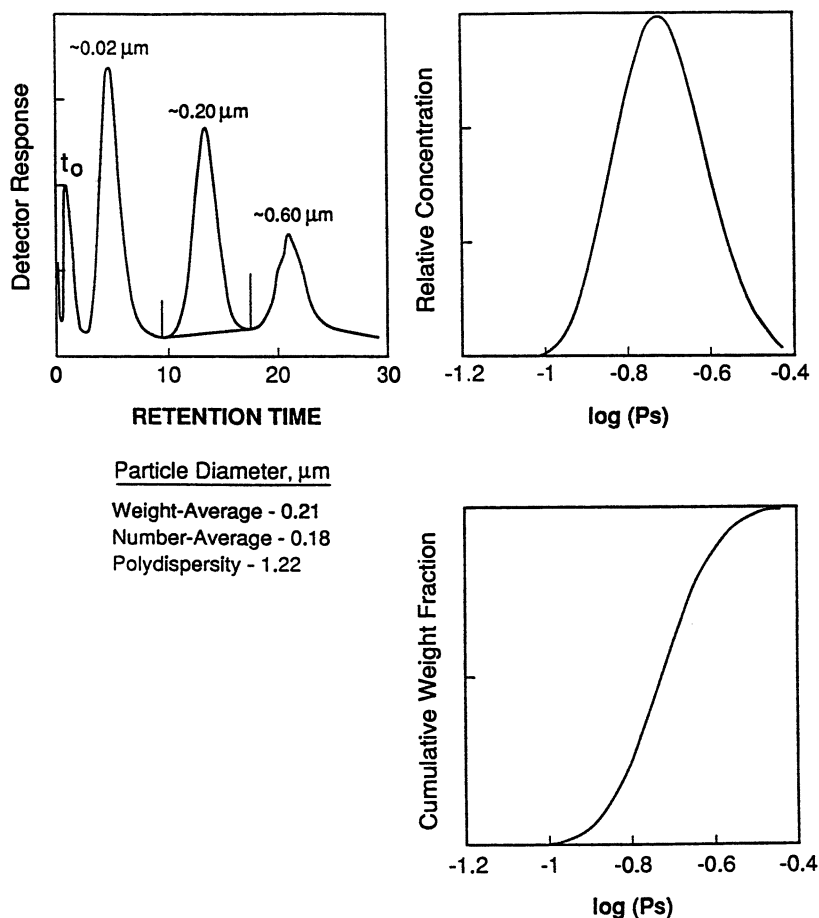 Detector Response
t₀
~0.02 μm
~0.20 μm
~0.60 μm
0 10 20 30
RETENTION TIME
Particle Diameter, μm
Weight-Average - 0.21
Number-Average - 0.18
Polydispersity - 1.22
Relative Concentration
-1.2 -1 -0.8 -0.6 -0.4
log (Ps)
Cumulative Weight Fraction
-1.2 -1 -0.8 -0.6 -0.4
log (Ps)